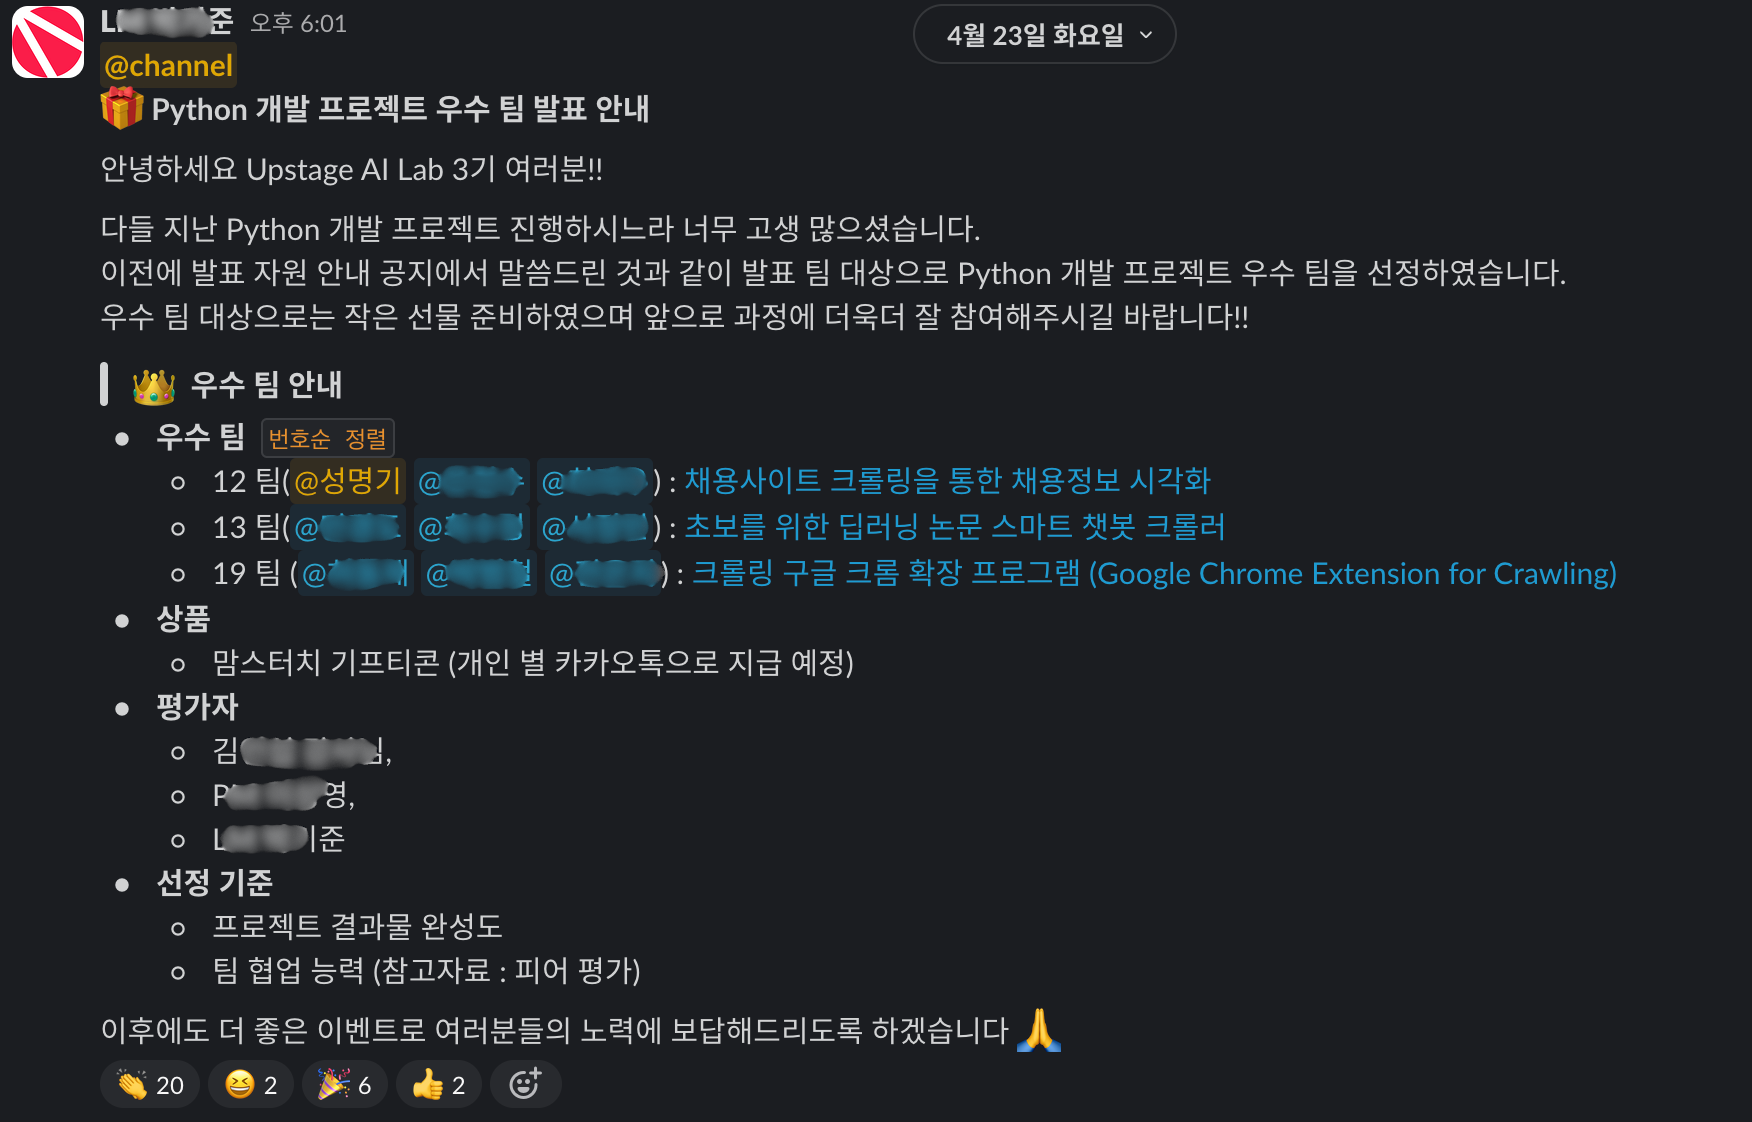 오후 6:01
4월 23일 화요일
@channel
Python 개발 프로젝트 우수 팀 발표 안내
안녕하세요 Upstage AI Lab 3기 여러분!!
다들 지난 Python 개발 프로젝트 진행하시느라 너무 고생 많으셨습니다.
이전에 발표 자원 안내 공지에서 말씀드린 것과 같이 발표 팀 대상으로 Python 개발 프로젝트 우수 팀을 선정하였습니다.
우수 팀 대상으로는 작은 선물 준비하였으며 앞으로 과정에 더욱더 잘 참여해주시길 바랍니다!!
우수 팀 안내
우수 팀 번호순 정렬
12 팀(@성명기 @ @ ) : 채용사이트 크롤링을 통한 채용정보 시각화
13 팀(@ @ @ ) : 초보를 위한 딥러닝 논문 스마트 챗봇 크롤러
19 팀 (@ @ @ ) : 크롤링 구글 크롬 확장 프로그램 (Google Chrome Extension for Crawling)
상품
맘스터치 기프티콘 (개인 별 카카오톡으로 지급 예정)
평가자
선정 기준
프로젝트 결과물 완성도
팀 협업 능력 (참고자료 : 피어 평가)
이후에도 더 좋은 이벤트로 여러분들의 노력에 보답해드리도록 하겠습니다
20 2 6 2